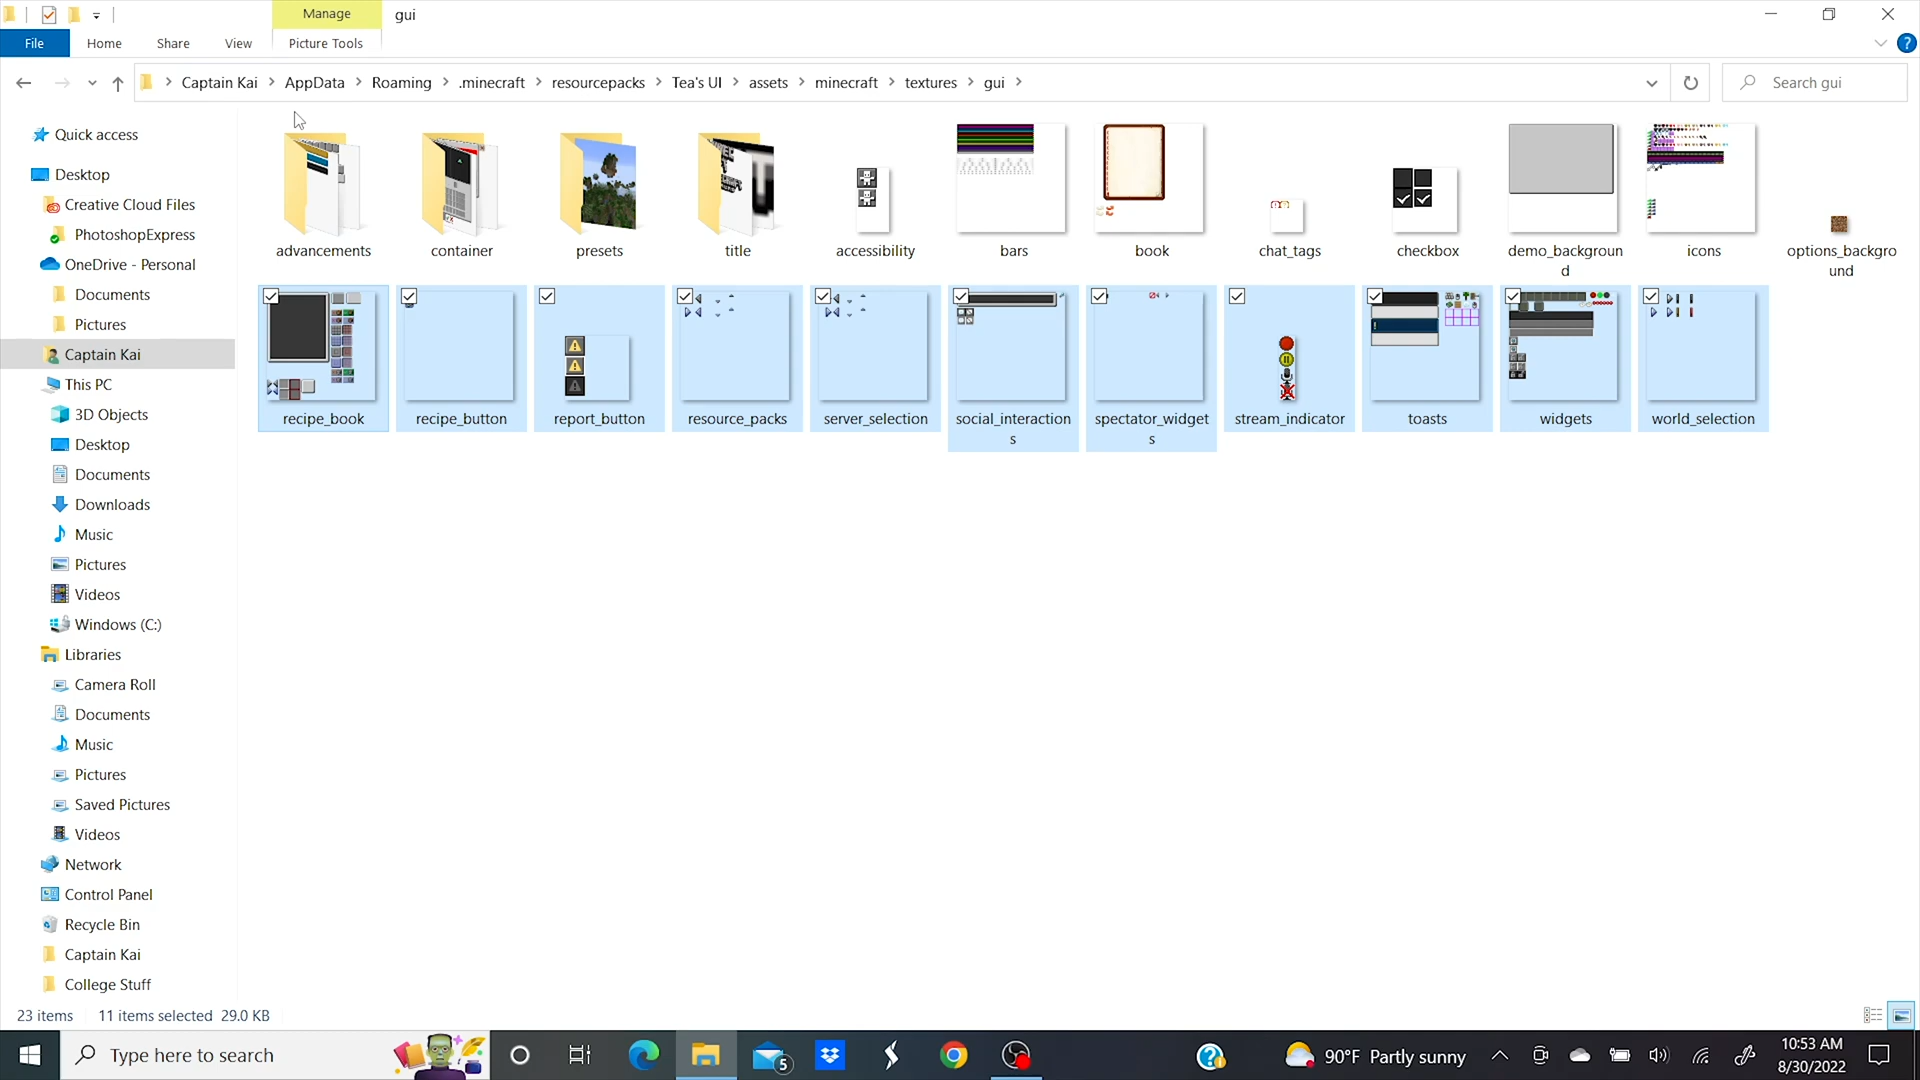 Manage
gui
File
Home
Share
View
Picture Tools
Captain Kai
AppData
Roaming
.minecraft
resourcepacks
Tea's UI
assets
minecraft
textures
gui
Search gui
Quick access
Desktop
Creative Cloud Files
PhotoshopExpress
OneDrive - Personal
Documents
Pictures
Captain Kai
This PC
3D Objects
Desktop
Documents
Downloads
Music
Pictures
Videos
Windows (C:)
Libraries
Camera Roll
Documents
Music
Pictures
Saved Pictures
Videos
Network
Control Panel
Recycle Bin
Captain Kai
College Stuff
advancements
container
presets
title
accessibility
bars
book
chat_tags
checkbox
demo_backgroun
d
icons
options_backgro
und
recipe_book
recipe_button
report_button
resource_packs
server_selection
social_interaction
s
spectator_widget
s
stream_indicator
toasts
widgets
world_selection
23 items
11 items selected 29.0 KB
Type here to search
5
90°F Partly sunny
10:53 AM
8/30/2022